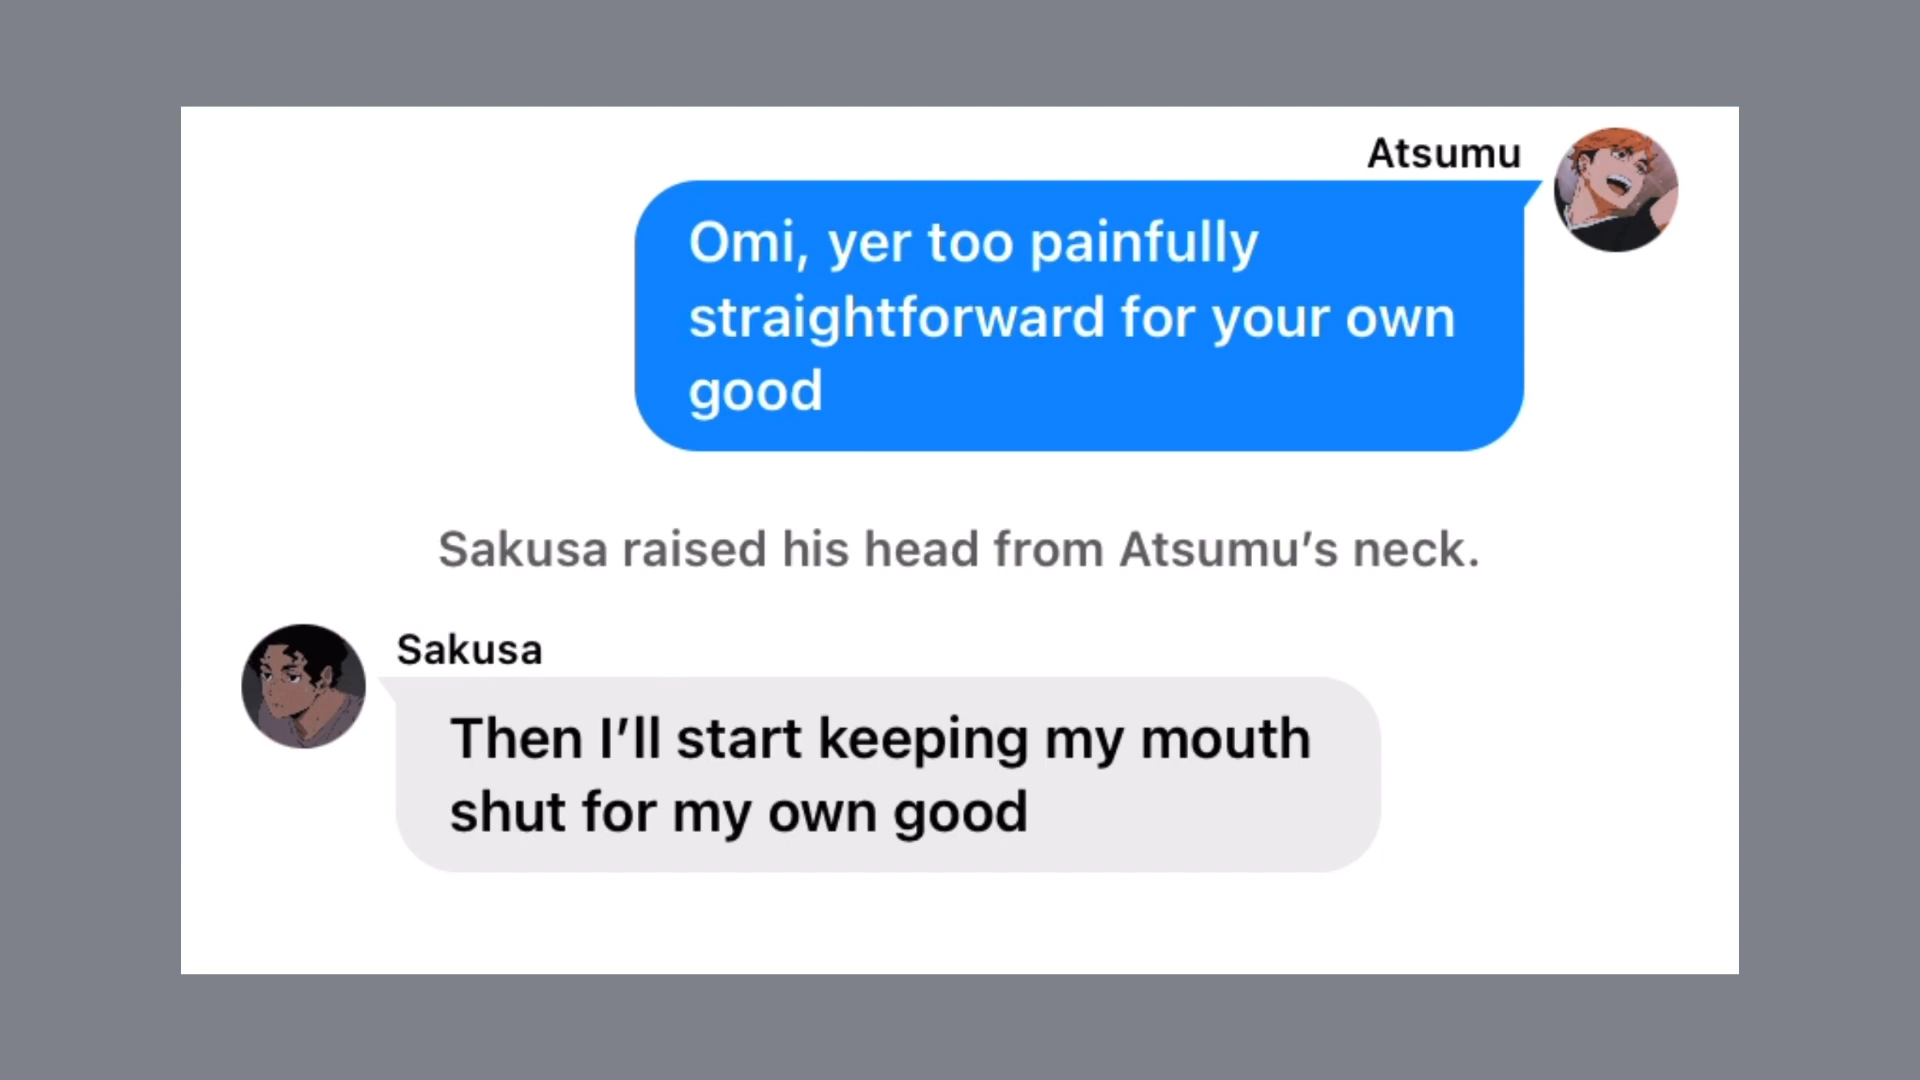 Atsumu
Omi, yer too painfully
straightforward for your own
good
Sakusa raised his head from Atsumu’s neck.
Sakusa
Then I’ll start keeping my mouth
shut for my own good